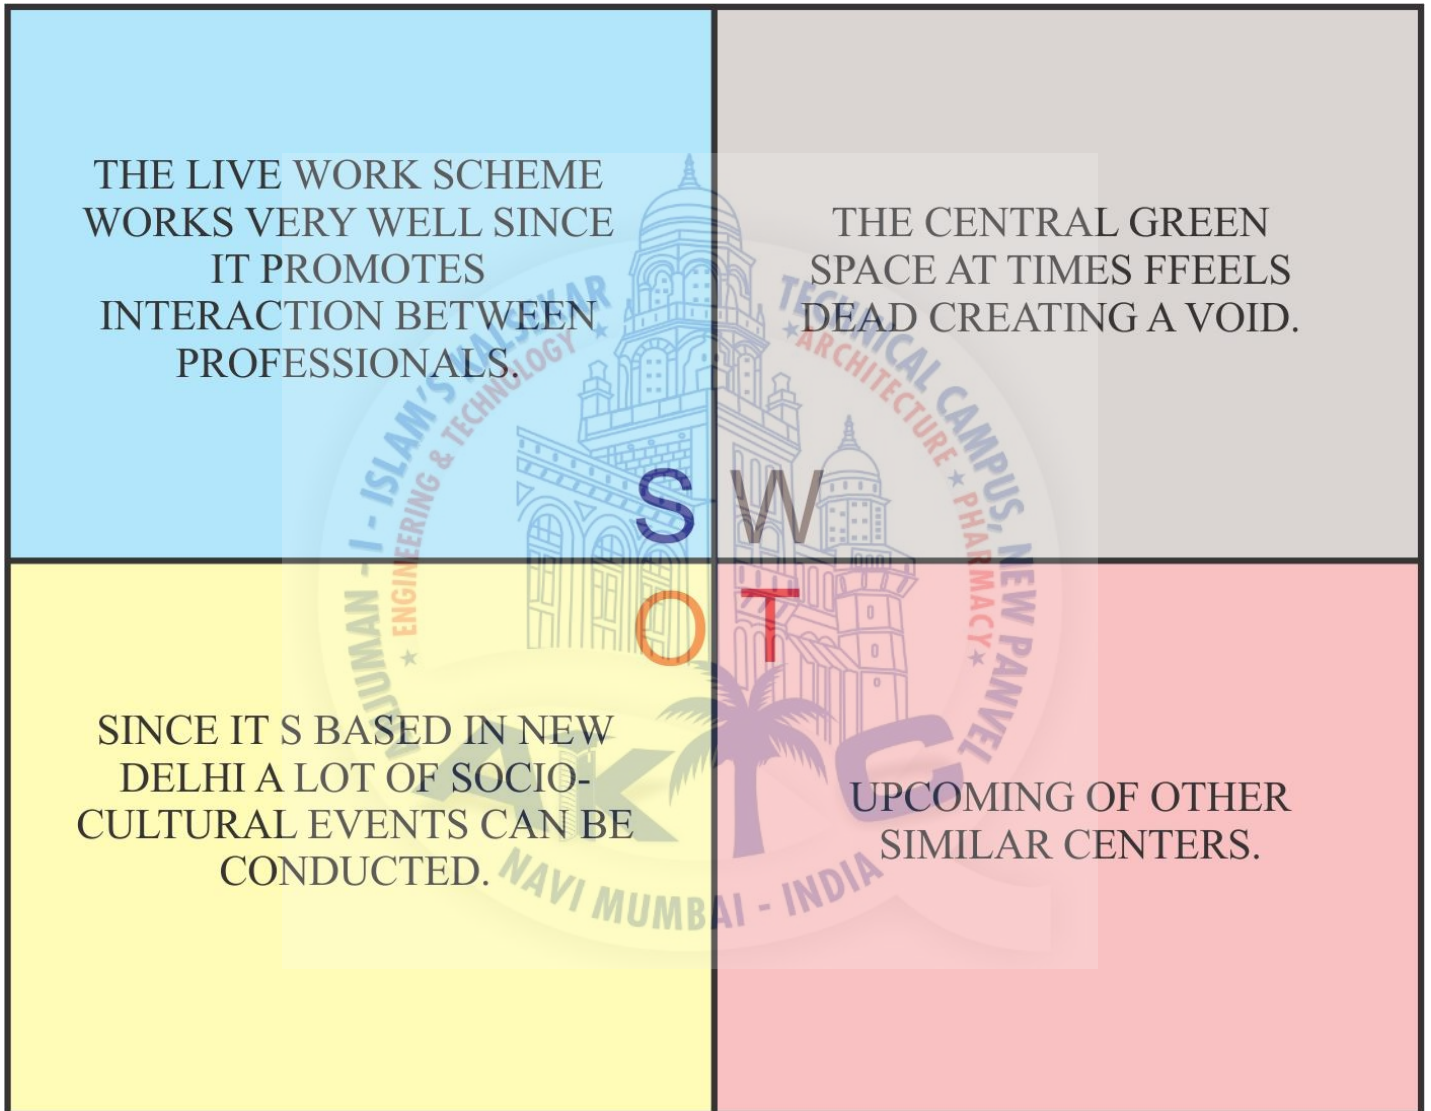 THE LIVE WORK SCHEME
WORKS VERY WELL SINCE
IT PROMOTES
INTERACTION BETWEEN
PROFESSIONALS.
THE CENTRAL GREEN
SPACE AT TIMES FFEELS
DEAD CREATING A VOID.
S W
O T
SINCE IT S BASED IN NEW
DELHI A LOT OF SOCIO-
CULTURAL EVENTS CAN BE
CONDUCTED.
UPCOMING OF OTHER
SIMILAR CENTERS.
ANJUMAN - I - ISLAM'S KALSEKAR TECHNICAL CAMPUS, NEW PANVEL
★ ENGINEERING & TECHNOLOGY ★ ★ ARCHITECTURE ★ PHARMACY ★
AKTC
NAVI MUMBAI - INDIA